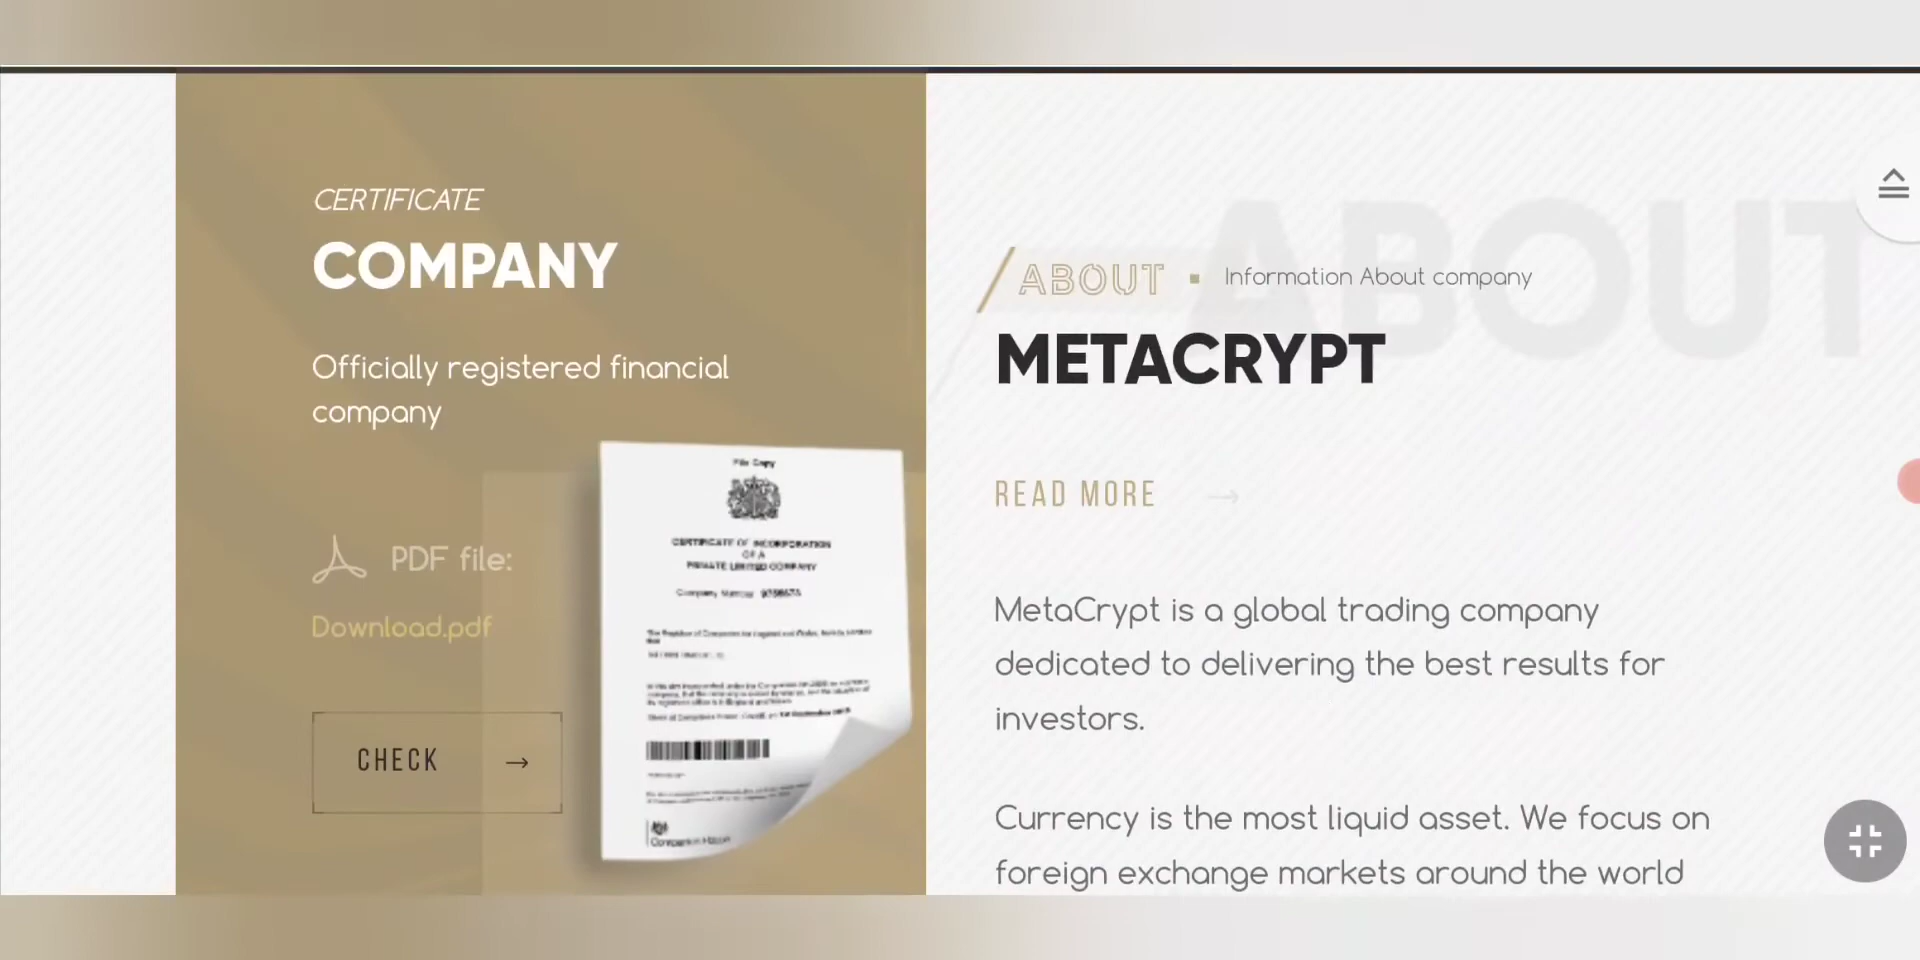 CERTIFICATE
COMPANY
Officially registered financial
company
PDF file:
Download.pdf
CHECK
File Copy
CERTIFICATE OF INCORPORATION
OF A
PRIVATE LIMITED COMPANY
Company Number
ABOUT
ABOUT
Information About company
METACRYPT
READ MORE
MetaCrypt is a global trading company
dedicated to delivering the best results for
investors.
Currency is the most liquid asset. We focus on
foreign exchange markets around the world